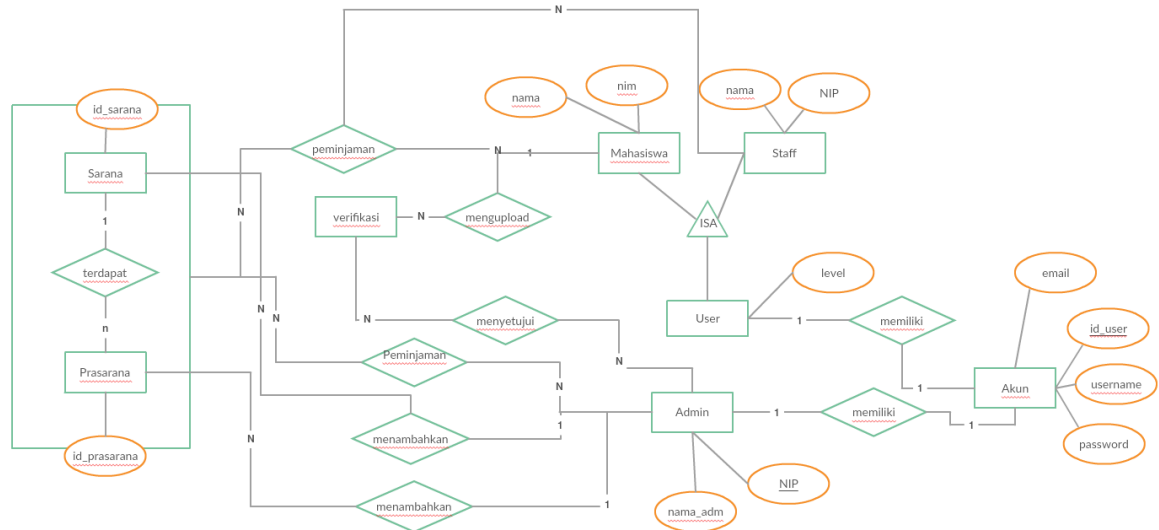 N
id_sarana
nama
nim
nama
NIP
Sarana
peminjaman
N
1
Mahasiswa
Staff
1
N
verifikasi
N
mengupload
ISA
terdapat
level
email
N
N
n
N
menyetujui
User
1
memiliki
id_user
Prasarana
Peminjaman
N
N
Akun
username
1
Admin
1
memiliki
1
N
menambahkan
1
password
id_prasarana
NIP
menambahkan
1
nama_adm